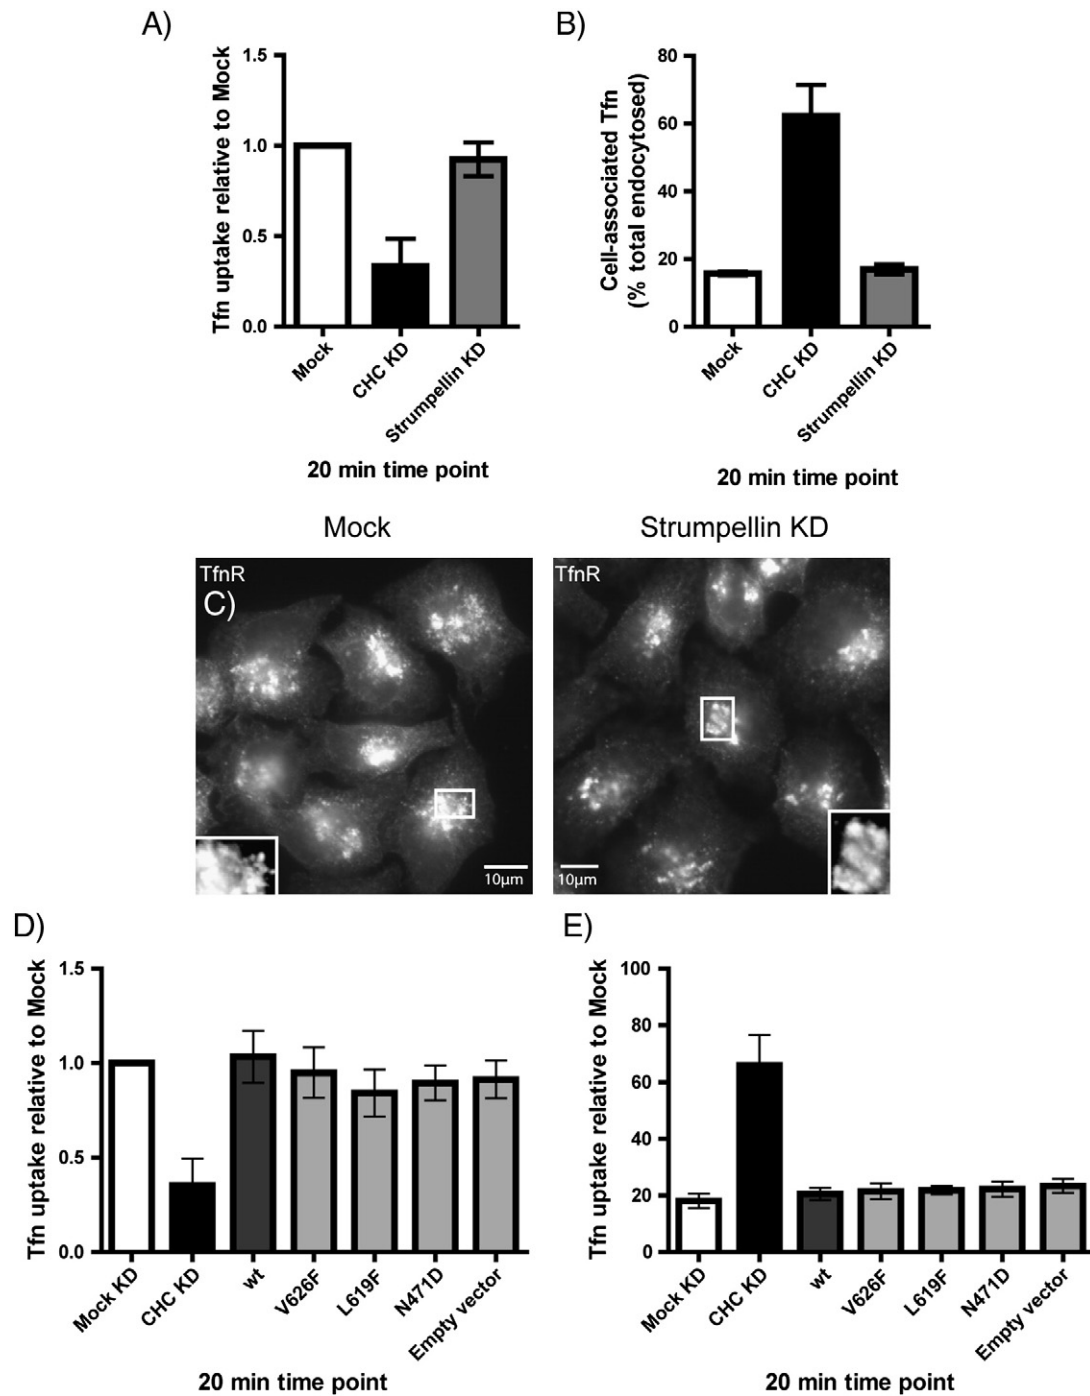 A)
Tfn uptake relative to Mock
1.5
1.0
0.5
0.0
Mock
CHC KD
Strumpellin KD
20 min time point
B)
Cell-associated Tfn
(% total endocytosed)
80
60
40
20
0
Mock
CHC KD
Strumpellin KD
20 min time point
Mock
Strumpellin KD
TfnR
C)
10μm
TfnR
10μm
D)
Tfn uptake relative to Mock
1.5
1.0
0.5
0.0
Mock KD
CHC KD
wt
V626F
L619F
N471D
Empty vector
20 min time point
E)
Tfn uptake relative to Mock
100
80
60
40
20
0
Mock KD
CHC KD
wt
V626F
L619F
N471D
Empty vector
20 min time point